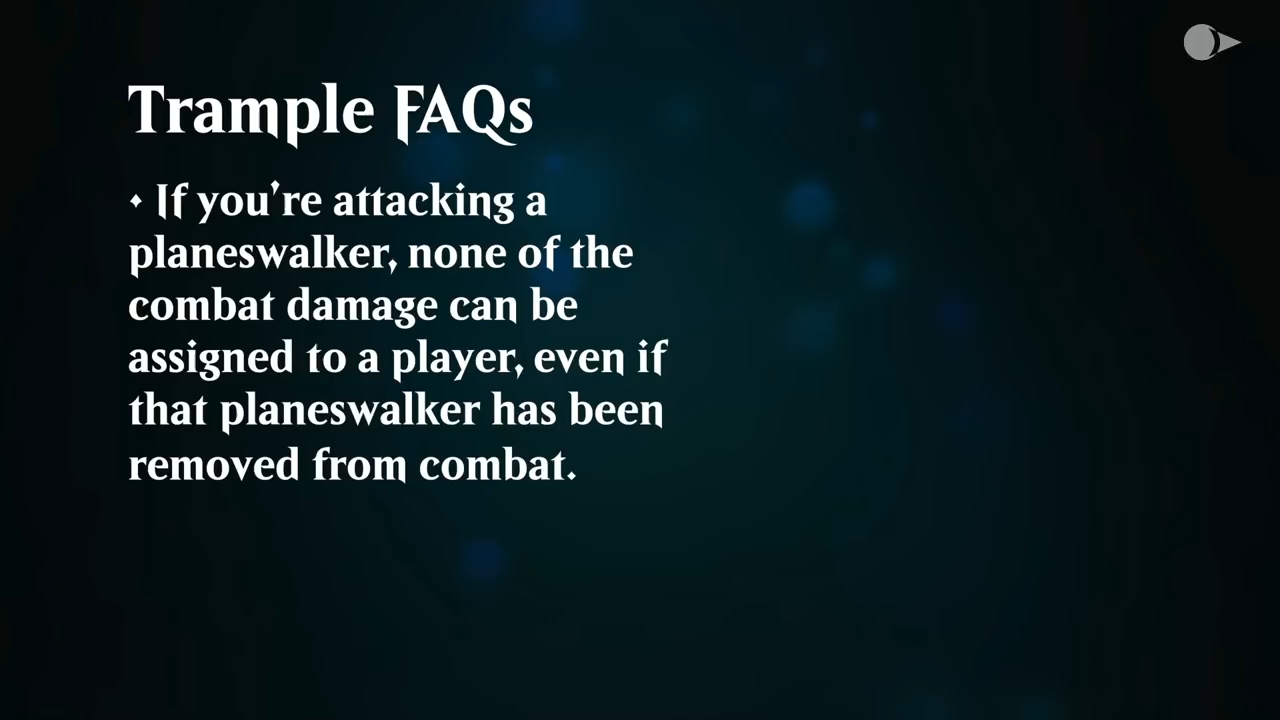 Trample FAQs
⬩ If you're attacking a
planeswalker, none of the
combat damage can be
assigned to a player, even if
that planeswalker has been
removed from combat.